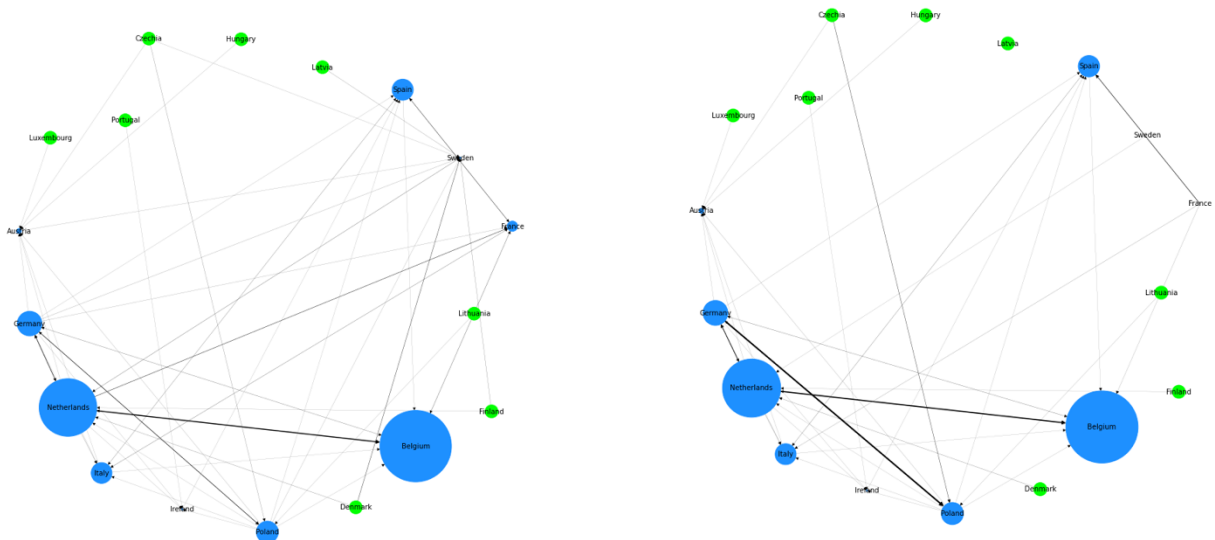 Czechia
Hungary
Latvia
Spain
Portugal
Luxembourg
Sweden
Austria
France
Lithuania
Germany
Netherlands
Finland
Belgium
Italy
Ireland
Denmark
Poland
Czechia
Hungary
Latvia
Spain
Portugal
Luxembourg
Sweden
Austria
France
Lithuania
Germany
Netherlands
Finland
Belgium
Italy
Ireland
Denmark
Poland